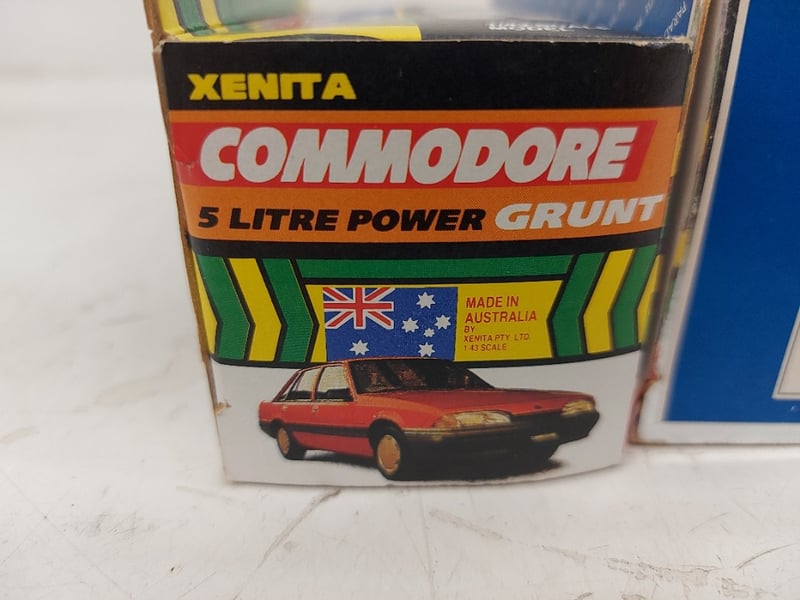 XENITA
COMMODORE
5 LITRE POWER GRUNT
MADE IN
AUSTRALIA
BY
XENITA PTY. LTD.
1:43 SCALE